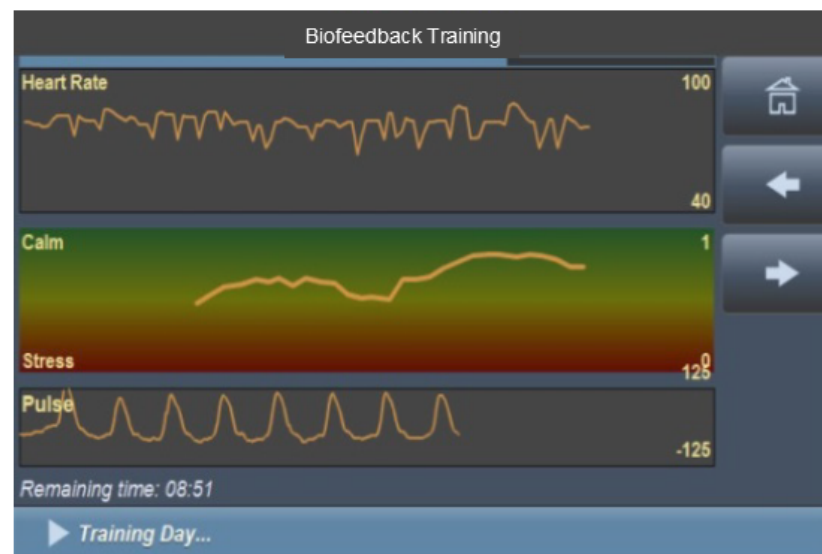 Biofeedback Training
Heart Rate
100
40
Calm
1
Stress
0
125
Pulse
-125
Remaining time: 08:51
Training Day...